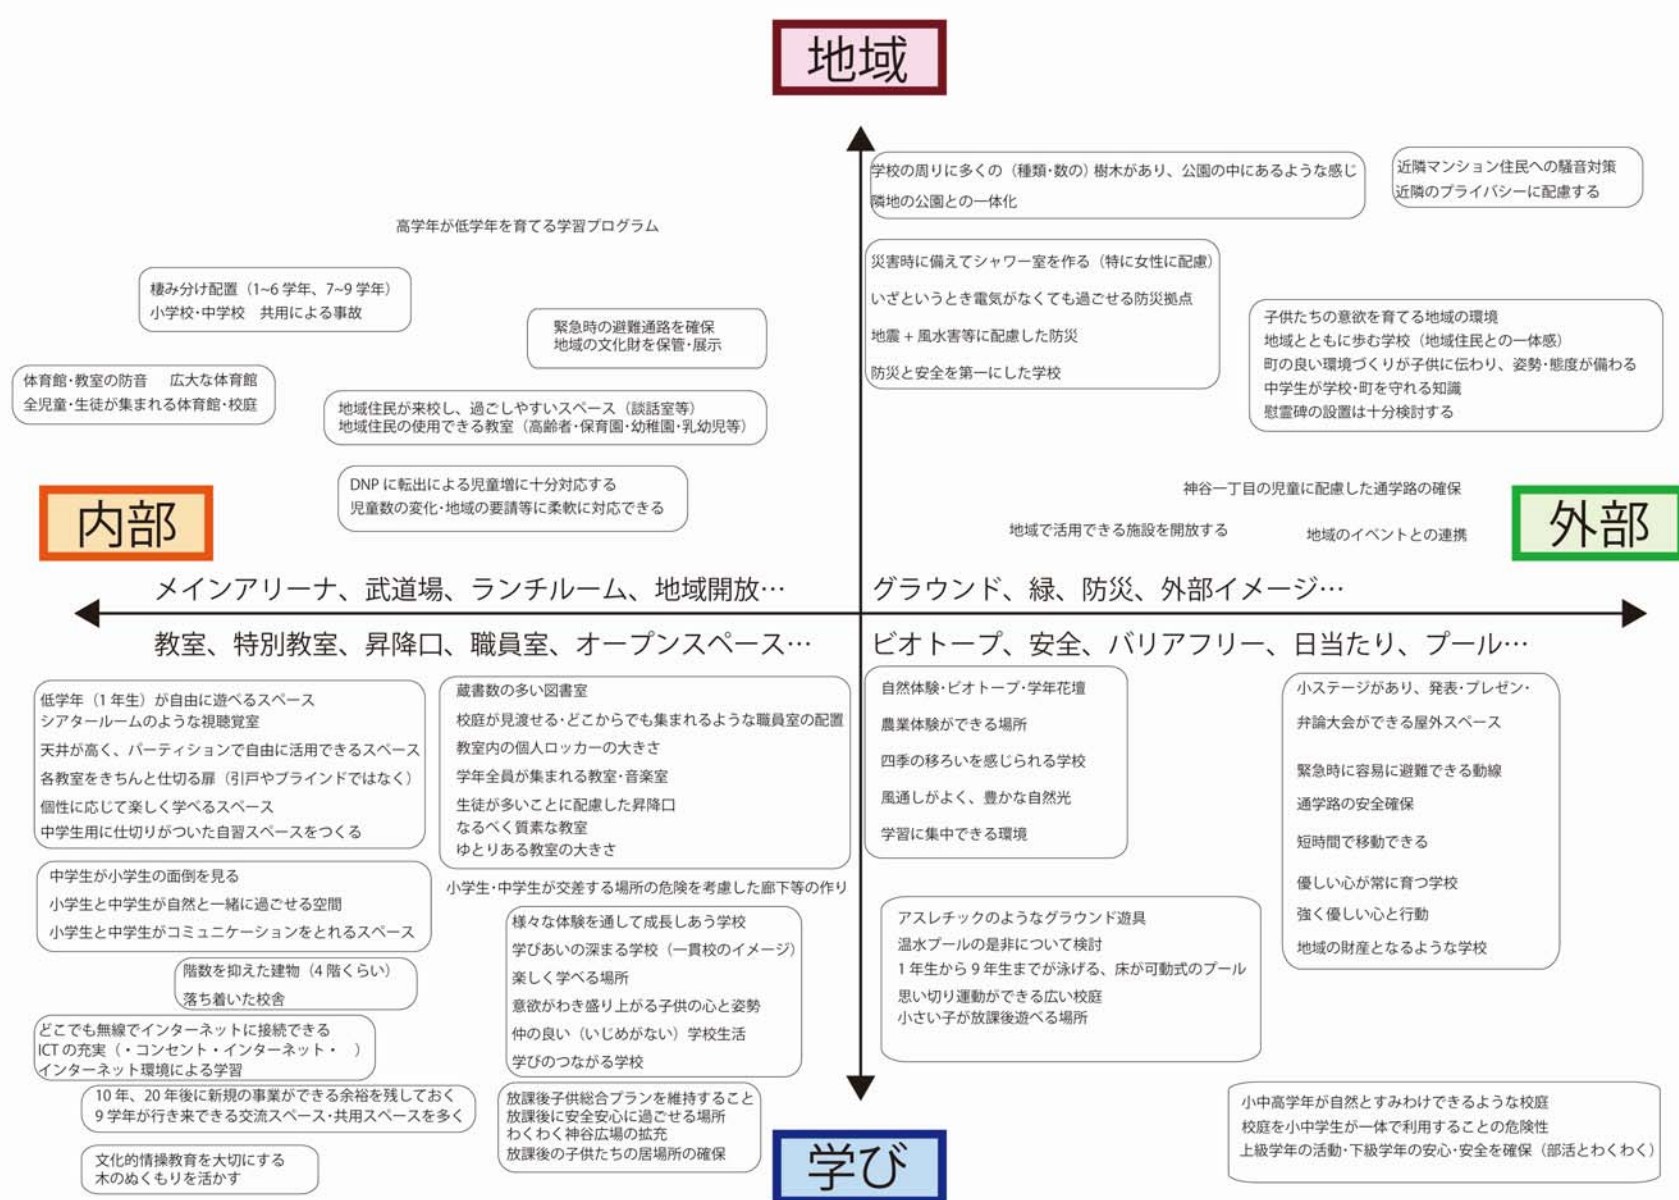 地域
学校の周りに多くの（種類・数の）樹木があり、公園の中にあるような感じ
隣地の公園との一体化
近隣マンション住民への騒音対策
近隣のプライバシーに配慮する
高学年が低学年を育てる学習プログラム
棲み分け配置（1~6 学年、7~9 学年）
小学校・中学校　共用による事故
緊急時の避難通路を確保
地域の文化財を保管・展示
体育館・教室の防音　広大な体育館
全児童・生徒が集まれる体育館・校庭
地域住民が来校し、過ごしやすいスペース（談話室等）
地域住民の使用できる教室（高齢者・保育園・幼稚園・乳幼児等）
DNP に転出による児童増に十分対応する
児童数の変化・地域の要請等に柔軟に対応できる
災害時に備えてシャワー室を作る（特に女性に配慮）
いざというとき電気がなくても過ごせる防災拠点
地震 + 風水害等に配慮した防災
防災と安全を第一にした学校
子供たちの意欲を育てる地域の環境
地域とともに歩む学校（地域住民との一体感）
町の良い環境づくりが子供に伝わり、姿勢・態度が備わる
中学生が学校・町を守れる知識
慰霊碑の設置は十分検討する
神谷一丁目の児童に配慮した通学路の確保
地域で活用できる施設を開放する
地域のイベントとの連携
内部
外部
メインアリーナ、武道場、ランチルーム、地域開放…
グラウンド、緑、防災、外部イメージ…
教室、特別教室、昇降口、職員室、オープンスペース…
ビオトープ、安全、バリアフリー、日当たり、プール…
低学年（1 年生）が自由に遊べるスペース
シアタールームのような視聴覚室
天井が高く、パーティションで自由に活用できるスペース
各教室をきちんと仕切る扉（引戸やブラインドではなく）
個性に応じて楽しく学べるスペース
中学生用に仕切りがついた自習スペースをつくる
蔵書数の多い図書室
校庭が見渡せる・どこからでも集まれるような職員室の配置
教室内の個人ロッカーの大きさ
学年全員が集まれる教室・音楽室
生徒が多いことに配慮した昇降口
なるべく質素な教室
ゆとりある教室の大きさ
中学生が小学生の面倒を見る
小学生と中学生が自然と一緒に過ごせる空間
小学生と中学生がコミュニケーションをとれるスペース
小学生・中学生が交差する場所の危険を考慮した廊下等の作り
階数を抑えた建物（4 階くらい）
落ち着いた校舎
様々な体験を通して成長しあう学校
学びあいの深まる学校（一貫校のイメージ）
楽しく学べる場所
意欲がわき盛り上がる子供の心と姿勢
仲の良い（いじめがない）学校生活
学びのつながる学校
どこでも無線でインターネットに接続できる
ICT の充実（・コンセント・インターネット・　）
インターネット環境による学習
10 年、20 年後に新規の事業ができる余裕を残しておく
9 学年が行き来できる交流スペース・共用スペースを多く
文化的情操教育を大切にする
木のぬくもりを活かす
放課後子供総合プランを維持すること
放課後に安全安心に過ごせる場所
わくわく神谷広場の拡充
放課後の子供たちの居場所の確保
自然体験・ビオトープ・学年花壇
農業体験ができる場所
四季の移ろいを感じられる学校
風通しがよく、豊かな自然光
学習に集中できる環境
小ステージがあり、発表・プレゼン・
弁論大会ができる屋外スペース
緊急時に容易に避難できる動線
通学路の安全確保
短時間で移動できる
優しい心が常に育つ学校
強く優しい心と行動
地域の財産となるような学校
アスレチックのようなグラウンド遊具
温水プールの是非について検討
1 年生から 9 年生までが泳げる、床が可動式のプール
思い切り運動ができる広い校庭
小さい子が放課後遊べる場所
小中高学年が自然とすみわけできるような校庭
校庭を小中学生が一体で利用することの危険性
上級学年の活動・下級学年の安心・安全を確保（部活とわくわく）
学び